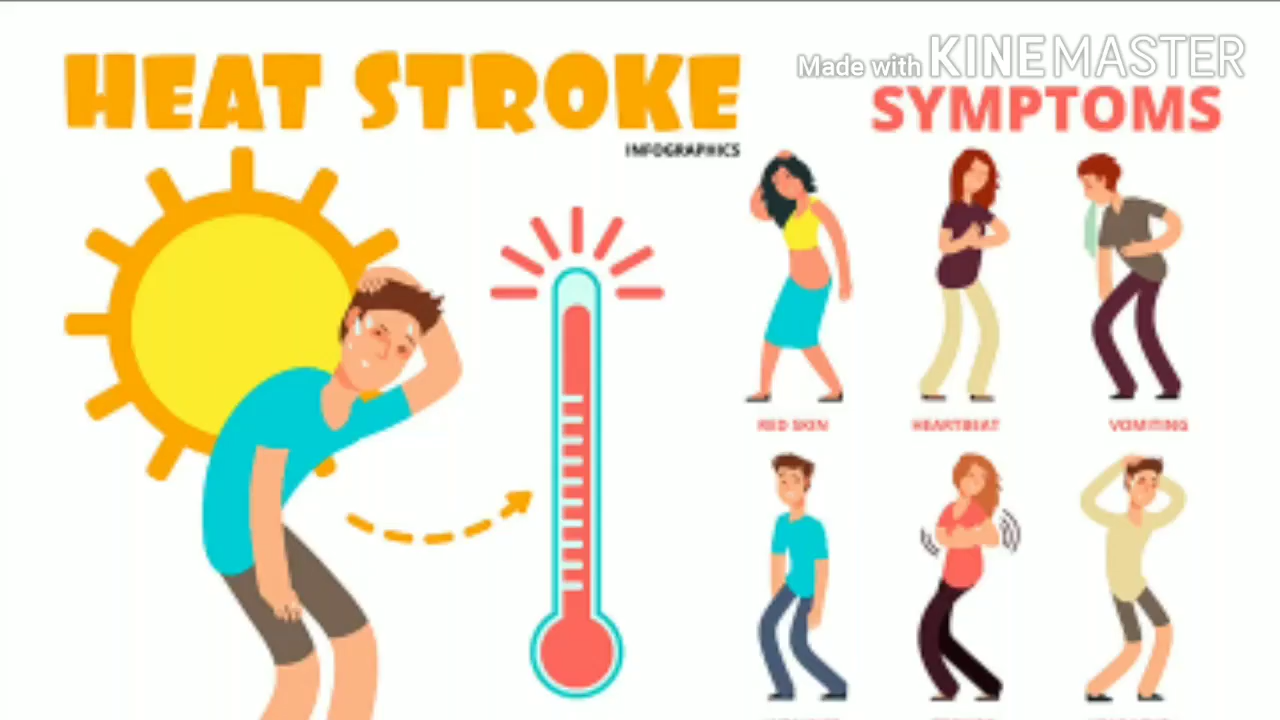 HEAT STROKE
INFOGRAPHICS
Made with KINEMASTER
SYMPTOMS
RED SKIN
HEARTBEAT
VOMITING